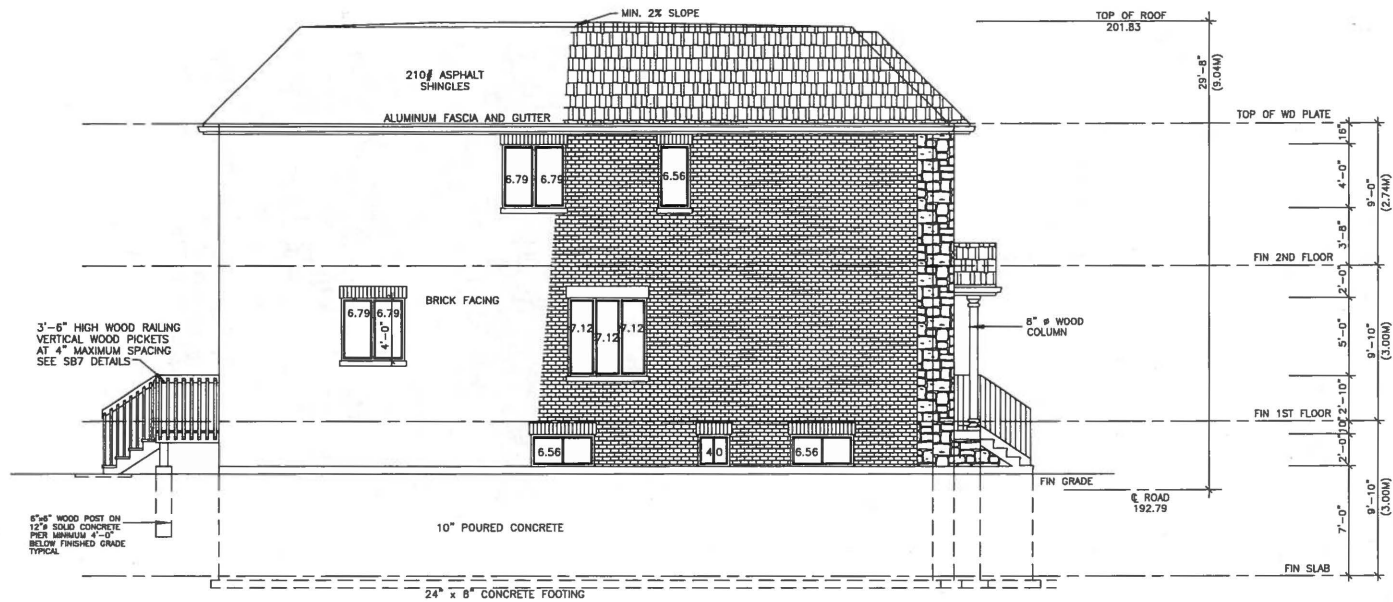 MIN. 2% SLOPE
TOP OF ROOF
201.83
210# ASPHALT
SHINGLES
29'-8"
(9.04M)
ALUMINUM FASCIA AND GUTTER
TOP OF WD PLATE
16"
6.79 6.79
6.56
4'-0"
9'-0"
(2.74M)
3'-8"
FIN 2ND FLOOR
2'-0"
BRICK FACING
6.79 6.79
4'-0"
7.12 7.12 7.12
8" ø WOOD
COLUMN
3'-6" HIGH WOOD RAILING
VERTICAL WOOD PICKETS
AT 4" MAXIMUM SPACING
SEE SB7 DETAILS
5'-0"
9'-10"
(3.00M)
2'-10"
FIN 1ST FLOOR
10"
6.56
4.0
6.56
2'-0"
FIN GRADE
℄ ROAD
192.79
6"x6" WOOD POST ON
12"ø SOLID CONCRETE
PIER MINIMUM 4'-0"
BELOW FINISHED GRADE
TYPICAL
10" POURED CONCRETE
7'-0"
9'-10"
(3.00M)
FIN SLAB
24" x 8" CONCRETE FOOTING